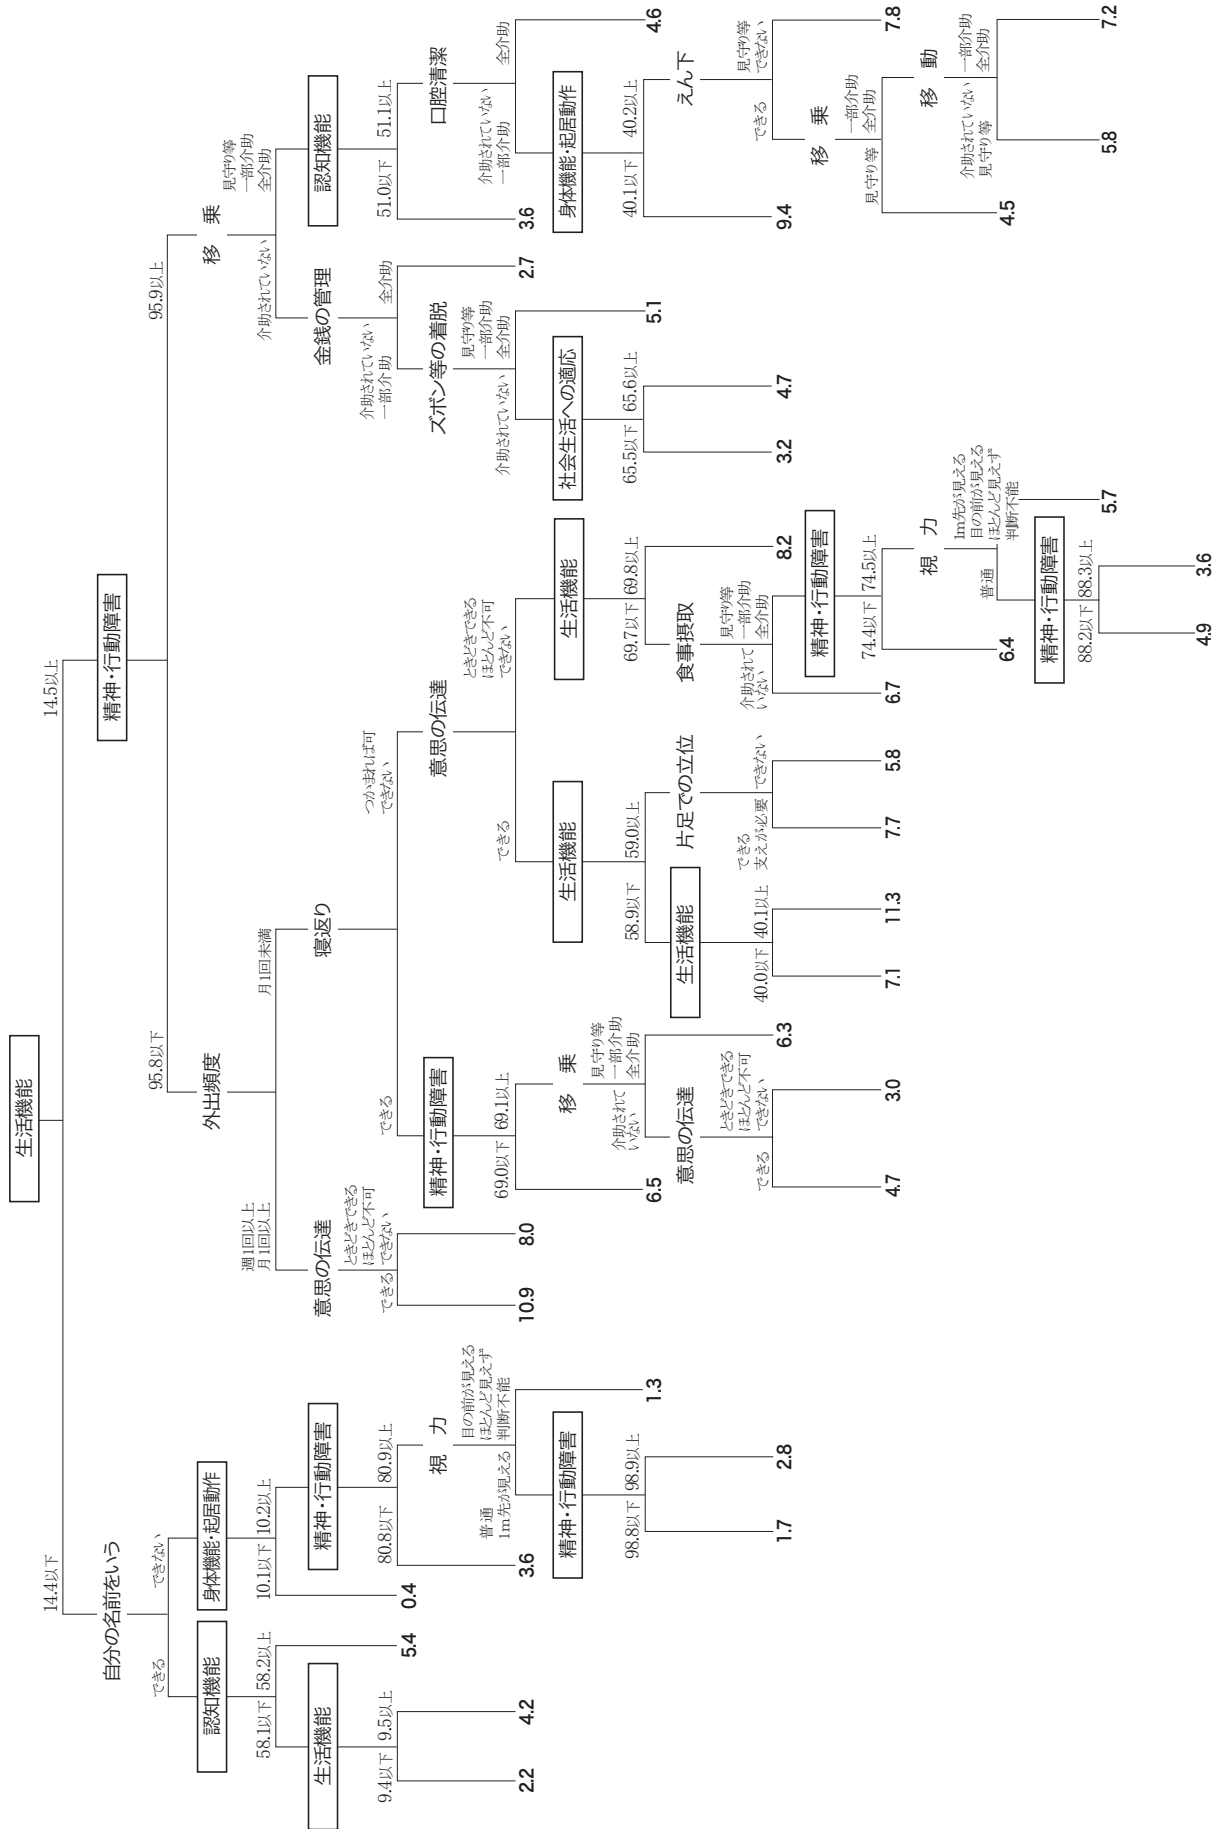 生活機能
14.4以下
14.5以上
自分の名前をいう
精神・行動障害
できる
できない
95.8以下
95.9以上
認知機能
身体機能・起居動作
外出頻度
移乗
58.1以下
58.2以上
10.1以下
10.2以上
週1回以上
月1回以上
月1回未満
介助されていない
見守り等
一部介助
全介助
生活機能
5.4
0.4
精神・行動障害
意思の伝達
寝返り
金銭の管理
認知機能
9.4以下
9.5以上
80.8以下
80.9以上
できる
ときどきできる
ほとんど不可
できない
できる
つかまれば可
できない
介助されていない
一部介助
全介助
51.0以下
51.1以上
2.2
4.2
3.6
視力
10.9
8.0
精神・行動障害
意思の伝達
ズボン等の着脱
2.7
3.6
口腔清潔
普通
1m先が見える
目の前が見える
ほとんど見えず
判断不能
69.0以下
69.1以上
できる
ときどきできる
ほとんど不可
できない
介助されていない
見守り等
一部介助
全介助
介助されていない
一部介助
全介助
精神・行動障害
1.3
6.5
移乗
生活機能
生活機能
社会生活への適応
5.1
身体機能・起居動作
4.6
98.8以下
98.9以上
介助されて
いない
見守り等
一部介助
全介助
58.9以下
59.0以上
69.7以下
69.8以上
65.5以下
65.6以上
40.1以下
40.2以上
1.7
2.8
意思の伝達
6.3
生活機能
片足での立位
食事摂取
8.2
3.2
4.7
9.4
えん下
できる
ときどきできる
ほとんど不可
できない
40.0以下
40.1以上
できる
支えが必要
できない
介助されて
いない
見守り等
一部介助
全介助
できる
見守り等
できない
4.7
3.0
7.1
11.3
7.7
5.8
6.7
精神・行動障害
移乗
7.8
74.4以下
74.5以上
見守り等
一部介助
全介助
6.4
視力
4.5
移動
普通
1m先が見える
目の前が見える
ほとんど見えず
判断不能
介助されていない
見守り等
一部介助
全介助
精神・行動障害
5.7
5.8
7.2
88.2以下
88.3以上
4.9
3.6